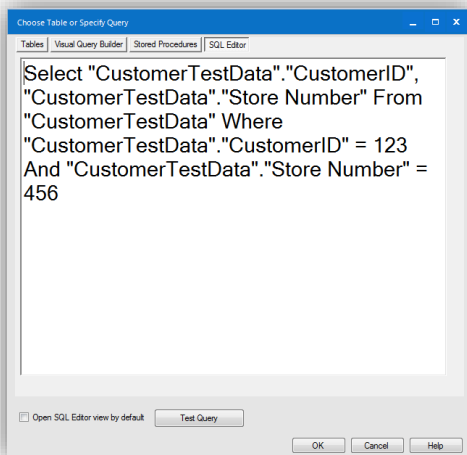 Choose Table or Specify Query
Tables Visual Query Builder Stored Procedures SQL Editor
Select "CustomerTestData"."CustomerID",
"CustomerTestData"."Store Number" From
"CustomerTestData" Where
"CustomerTestData"."CustomerID" = 123
And "CustomerTestData"."Store Number" =
456
Open SQL Editor view by default Test Query
OK Cancel Help